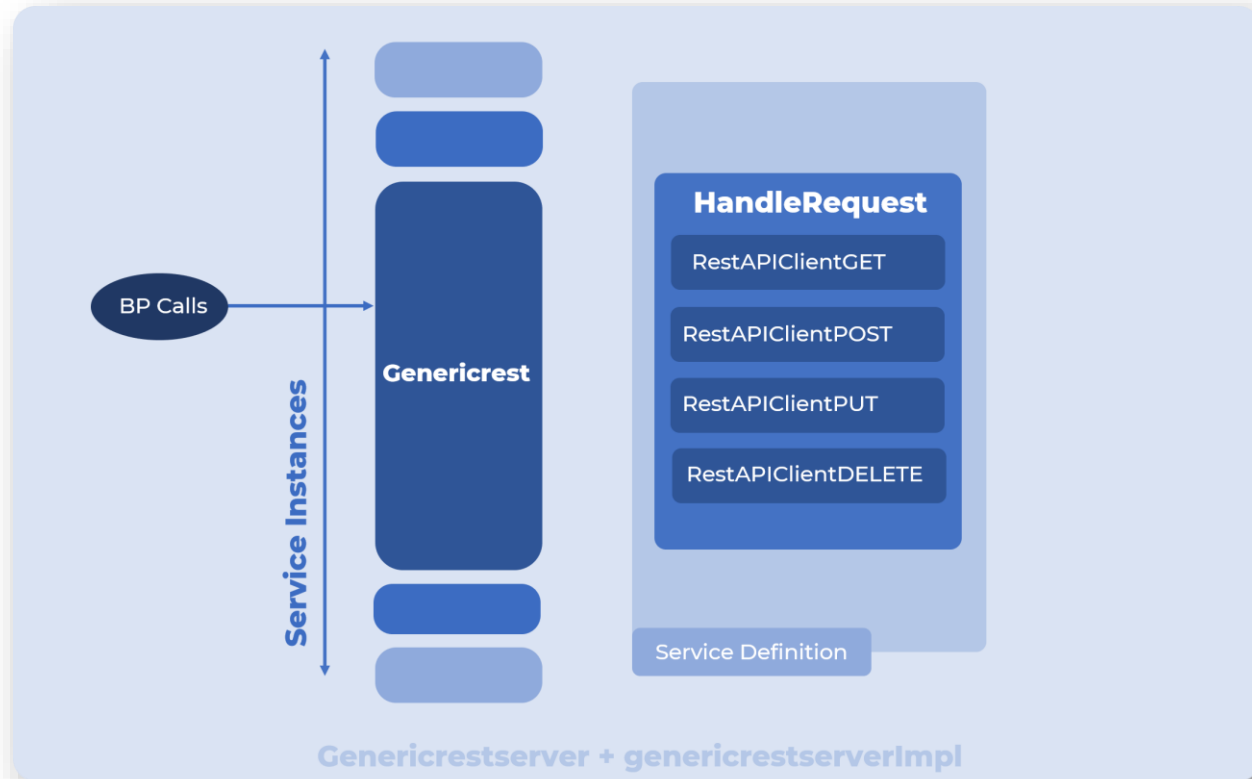 BP Calls
Service Instances
Genericrest
HandleRequest
RestAPIClientGET
RestAPIClientPOST
RestAPIClientPUT
RestAPIClientDELETE
Service Definition
Genericrestserver + genericrestserverImpl